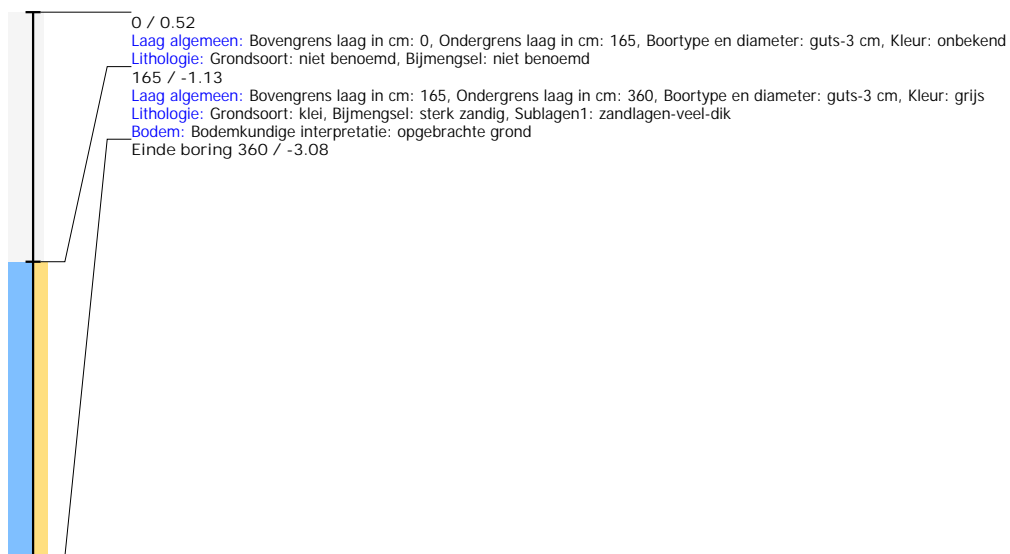 0 / 0.52
Laag algemeen: Bovengrens laag in cm: 0, Ondergrens laag in cm: 165, Boortype en diameter: guts-3 cm, Kleur: onbekend
Lithologie: Grondsoort: niet benoemd, Bijmengsel: niet benoemd
165 / -1.13
Laag algemeen: Bovengrens laag in cm: 165, Ondergrens laag in cm: 360, Boortype en diameter: guts-3 cm, Kleur: grijs
Lithologie: Grondsoort: klei, Bijmengsel: sterk zandig, Sublagen1: zandlagen-veel-dik
Bodem: Bodemkundige interpretatie: opgebrachte grond
Einde boring 360 / -3.08